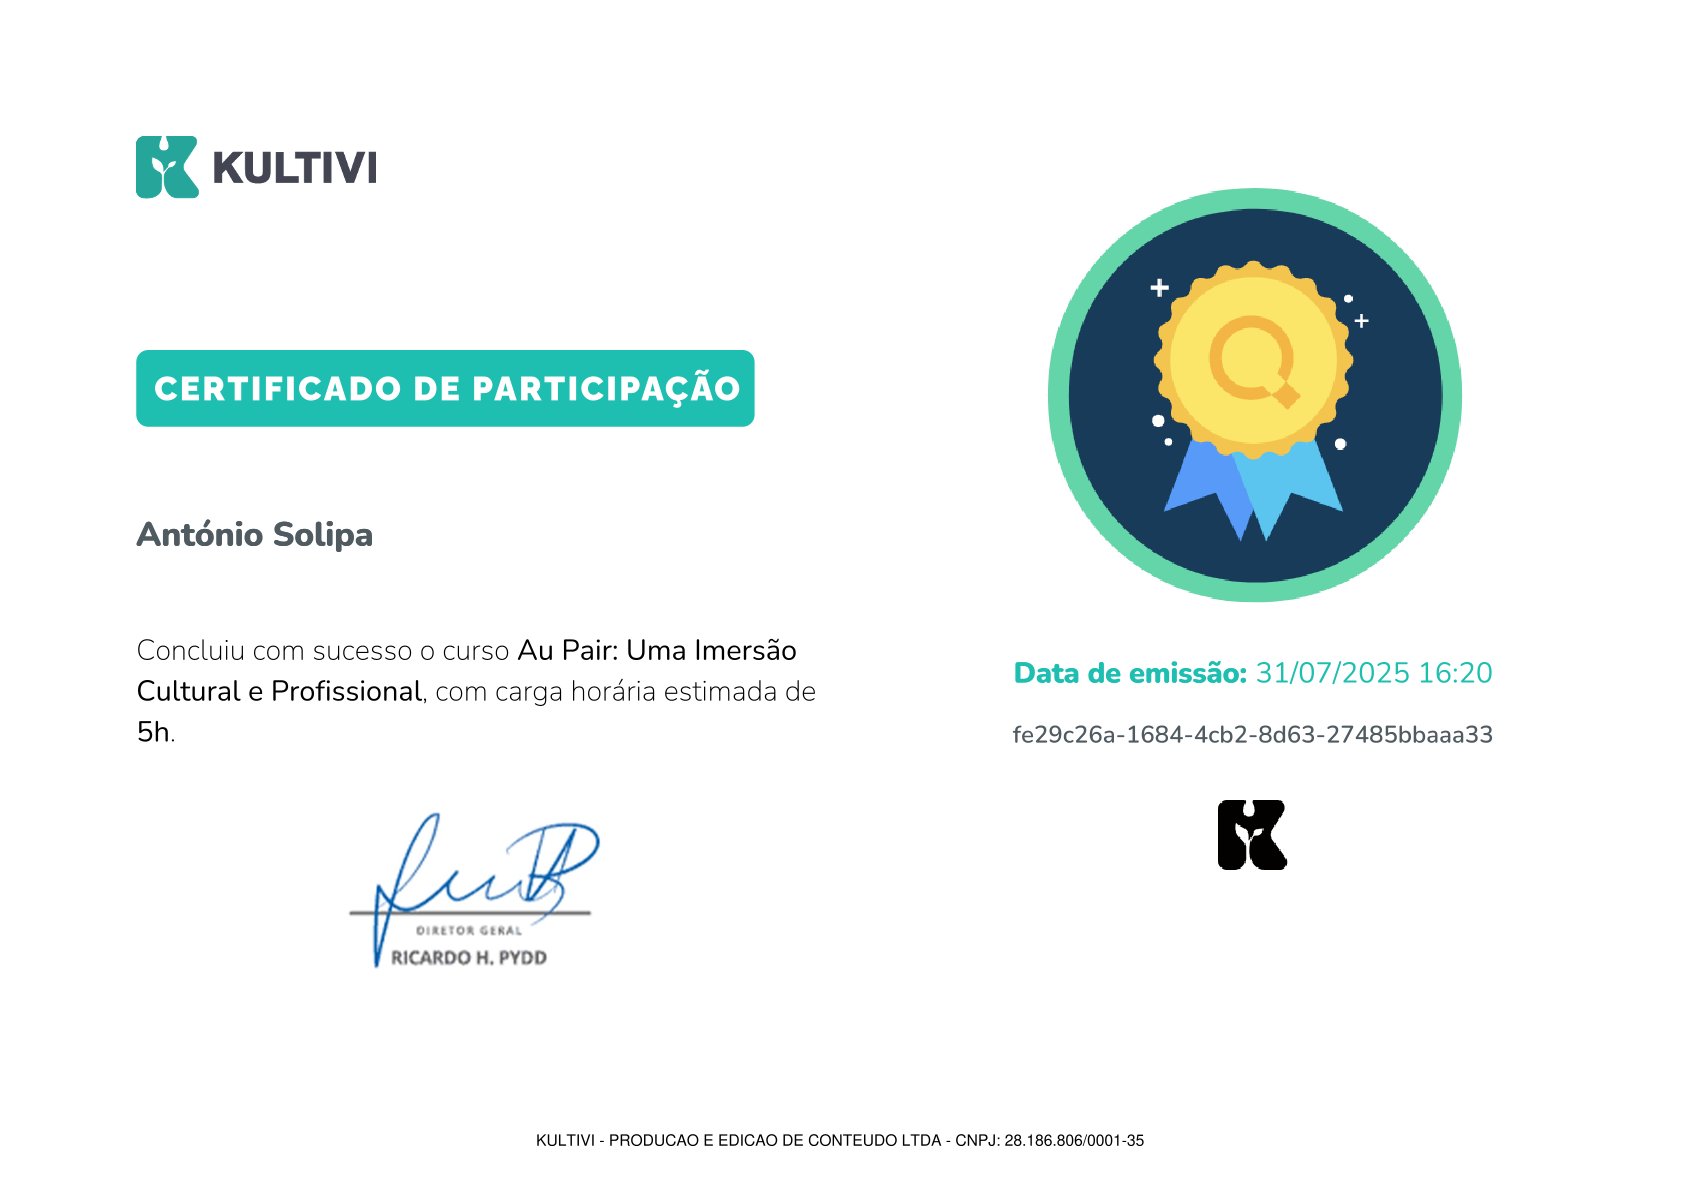 KULTIVI
CERTIFICADO DE PARTICIPAÇÃO
António Solipa
Concluiu com sucesso o curso Au Pair: Uma Imersão
Cultural e Profissional, com carga horária estimada de
5h.
DIRETOR GERAL
RICARDO H. PYDD
Data de emissão: 31/07/2025 16:20
fe29c26a-1684-4cb2-8d63-27485bbaaa33
KULTIVI - PRODUCAO E EDICAO DE CONTEUDO LTDA - CNPJ: 28.186.806/0001-35